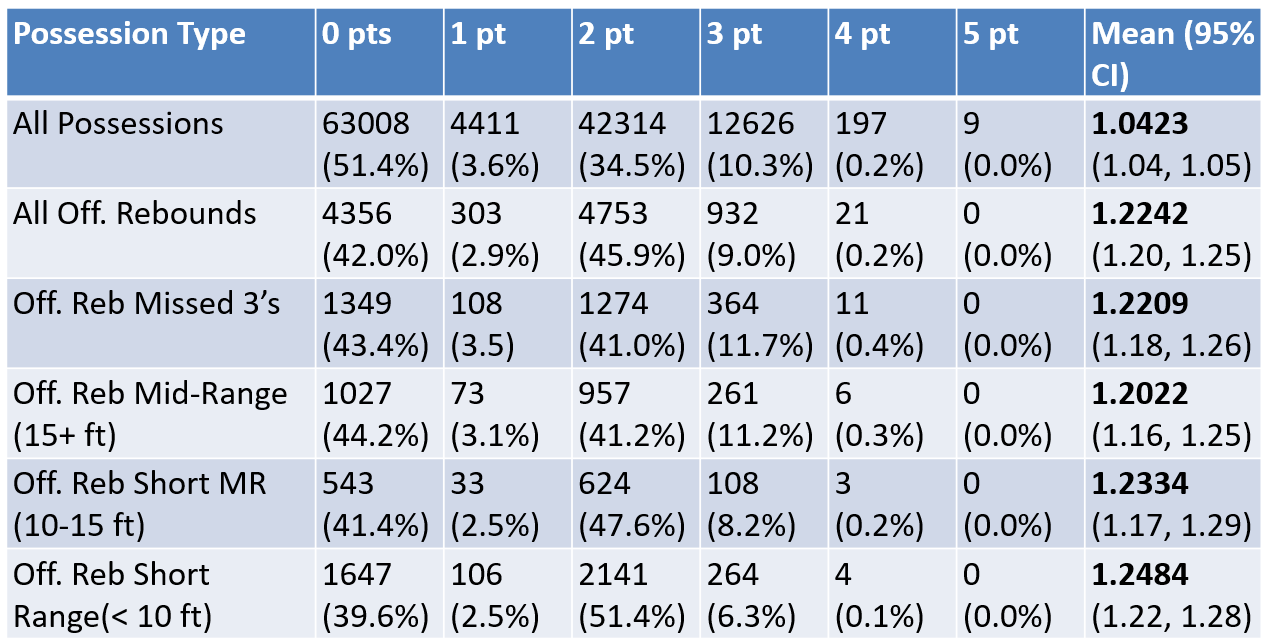 Possession Type 0 pts 1 pt 2 pt 3 pt 4 pt 5 pt Mean (95%
CI)
All Possessions 63008 4411 42314 12626 197 9 1.0423
(51.4%) (3.6%) (34.5%) (10.3%) (0.2%) (0.0%) (1.04, 1.05)
All Off. Rebounds 4356 303 4753 932 21 0 1.2242
(42.0%) (2.9%) (45.9%) (9.0%) (0.2%) (0.0%) (1.20, 1.25)
Off. Reb Missed 3’s 1349 108 1274 364 11 0 1.2209
(43.4%) (3.5) (41.0%) (11.7%) (0.4%) (0.0%) (1.18, 1.26)
Off. Reb Mid-Range 1027 73 957 261 6 0 1.2022
(15+ ft) (44.2%) (3.1%) (41.2%) (11.2%) (0.3%) (0.0%) (1.16, 1.25)
Off. Reb Short MR 543 33 624 108 3 0 1.2334
(10-15 ft) (41.4%) (2.5%) (47.6%) (8.2%) (0.2%) (0.0%) (1.17, 1.29)
Off. Reb Short 1647 106 2141 264 4 0 1.2484
Range(< 10 ft) (39.6%) (2.5%) (51.4%) (6.3%) (0.1%) (0.0%) (1.22, 1.28)